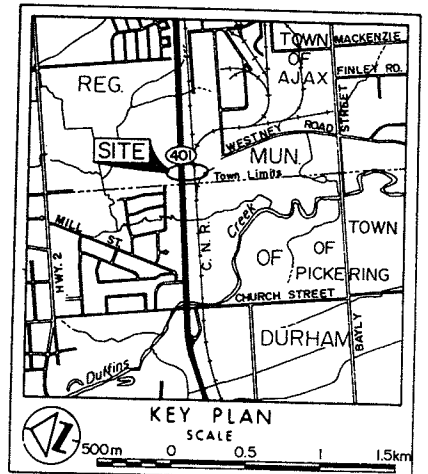 TOWN
MACKENZIE
OF
AJAX
FINLEY RD.
REG.
STREET
WESTNEY ROAD
SITE
401
MUN.
Town Limits
MILL ST.
HWY. 2
C.N.R.
Creek
OF
TOWN
OF
PICKERING
CHURCH STREET
DURHAM
BAYLY
Duffins
KEY PLAN
SCALE
Z
500m 0 0.5 1 1.5km